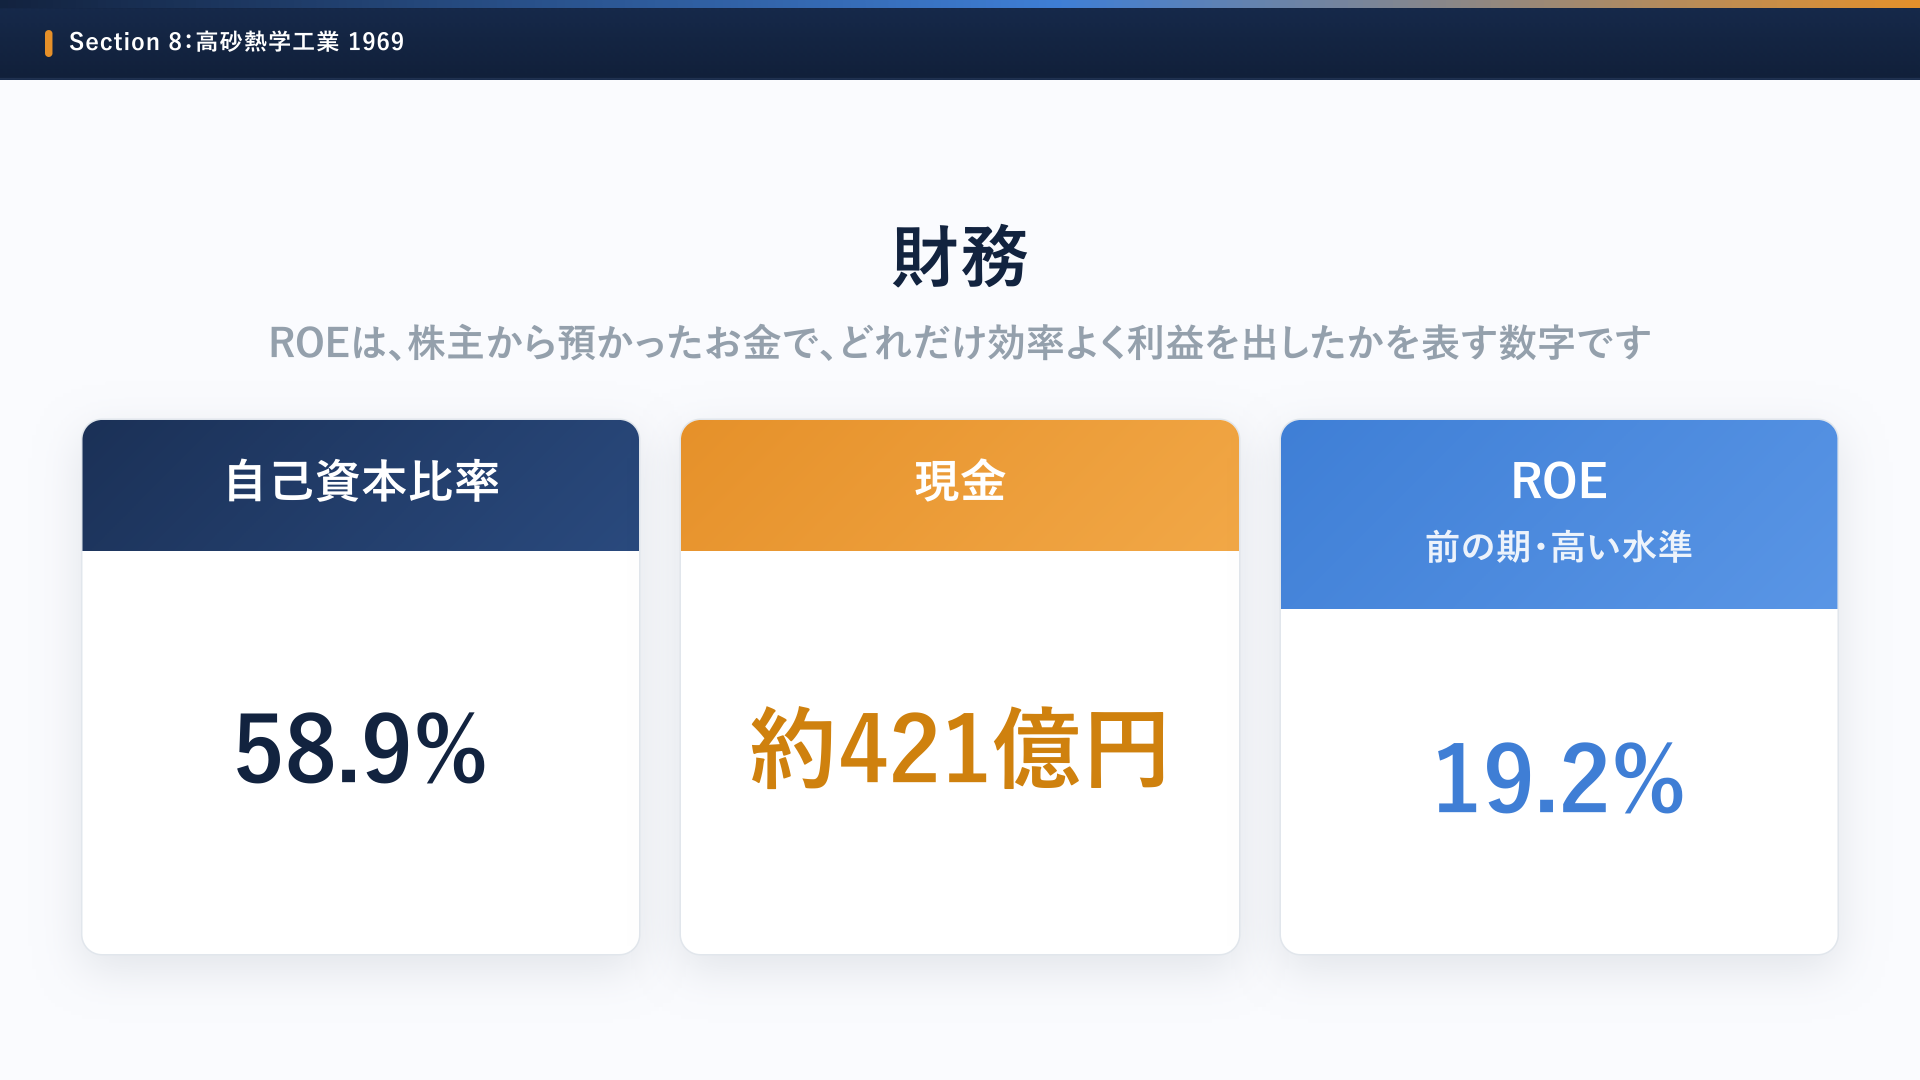 Section 8：高砂熱学工業 1969
財務
ROEは、株主から預かったお金で、どれだけ効率よく利益を出したかを表す数字です
自己資本比率
58.9%
現金
約421億円
ROE
前の期・高い水準
19.2%